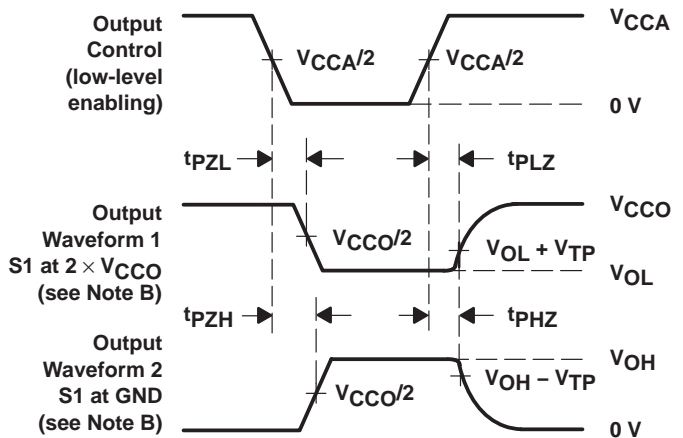 Output
Control
(low-level
enabling)
VCCA/2
VCCA/2
VCCA
0 V
tPZL
tPLZ
Output
Waveform 1
S1 at 2 × VCCO
(see Note B)
VCCO/2
VCCO
VOL + VTP
VOL
tPZH
tPHZ
Output
Waveform 2
S1 at GND
(see Note B)
VCCO/2
VOH
VOH − VTP
0 V